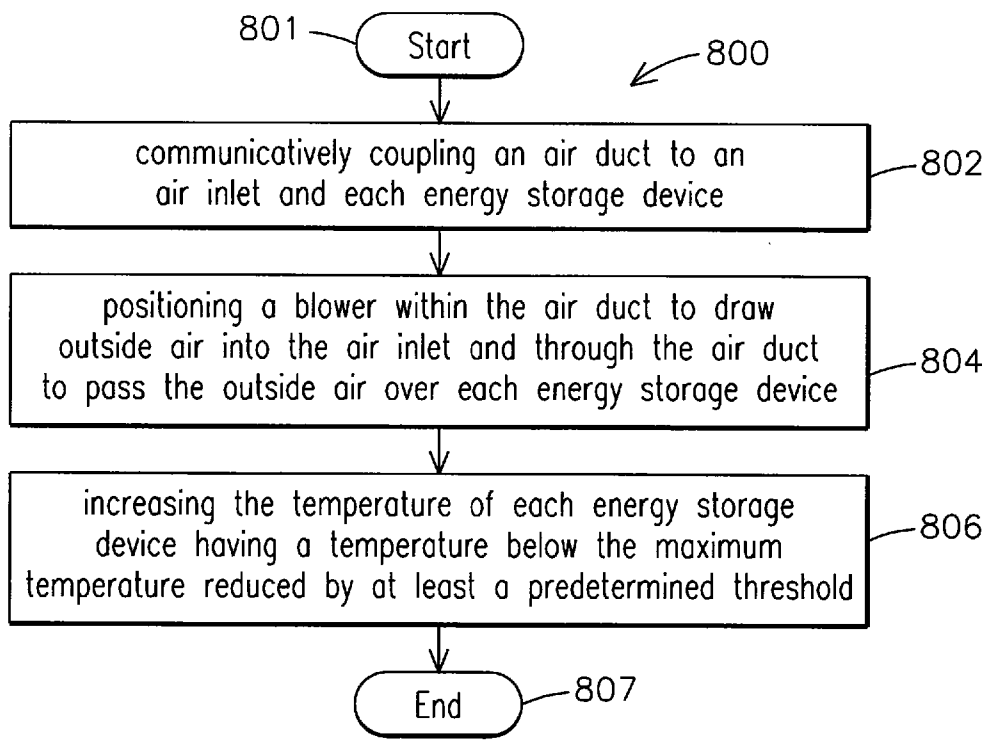 801
Start
800
communicatively coupling an air duct to an
air inlet and each energy storage device
802
positioning a blower within the air duct to draw
outside air into the air inlet and through the air duct
to pass the outside air over each energy storage device
804
increasing the temperature of each energy storage
device having a temperature below the maximum
temperature reduced by at least a predetermined threshold
806
End
807